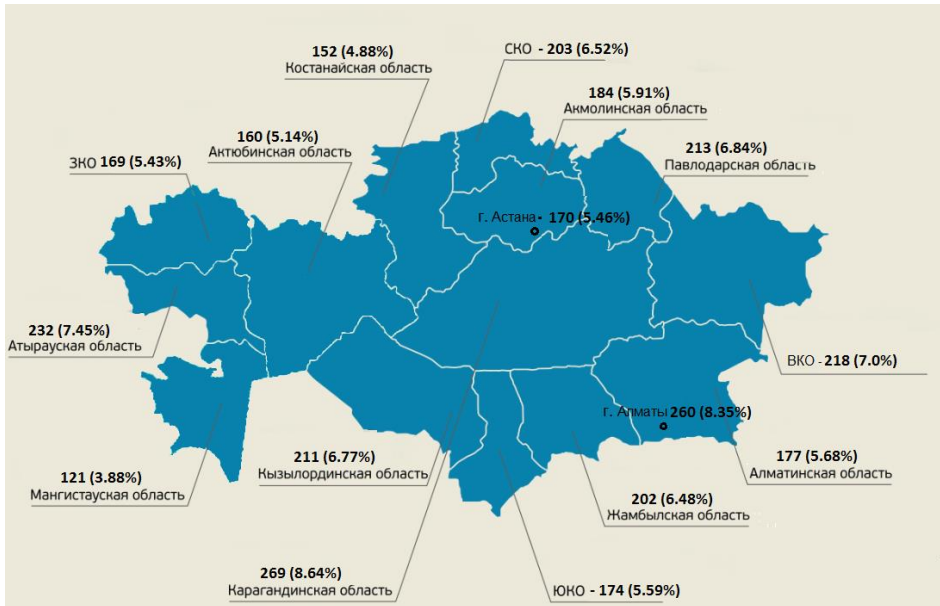 152 (4.88%)
Костанайская область
СКО - 203 (6.52%)
184 (5.91%)
Акмолинская область
160 (5.14%)
Актюбинская область
213 (6.84%)
Павлодарская область
ЗКО 169 (5.43%)
г. Астана - 170 (5.46%)
232 (7.45%)
Атырауская область
ВКО - 218 (7.0%)
г. Алматы 260 (8.35%)
121 (3.88%)
Мангистауская область
211 (6.77%)
Кызылординская область
177 (5.68%)
Алматинская область
202 (6.48%)
Жамбылская область
269 (8.64%)
Карагандинская область
ЮКО - 174 (5.59%)